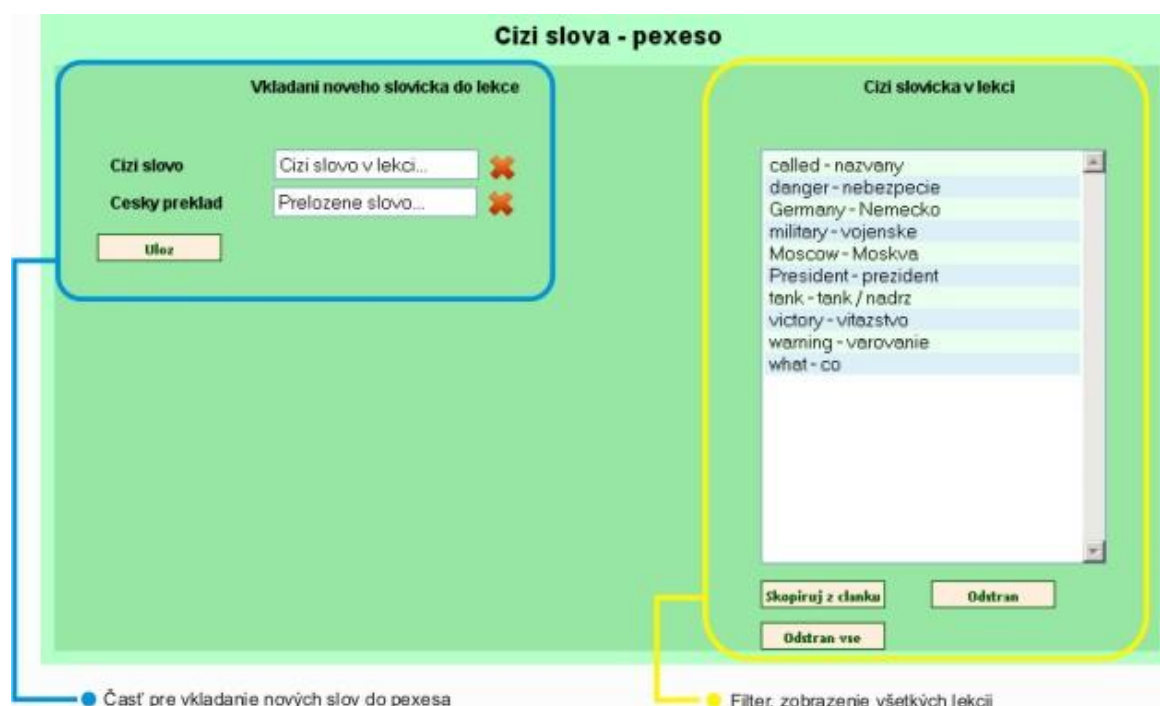 Cizi slova - pexeso
Vkladani noveho slovicka do lekce
Cizi slovo
Cizi slovo v lekci...
Cesky preklad
Prelozene slovo...
Uloz
Cizi slovicka v lekci
called - nazvany
danger - nebezpecie
Germany - Nemecko
military - vojenske
Moscow - Moskva
President - prezident
tank - tank / nadrz
victory - vitazstvo
warning - varovanie
what - co
Skopiruj z clanku
Odstran
Odstran vse
Časť pre vkladanie nových slov do pexesa
Filter, zobrazenie všetkých lekcii